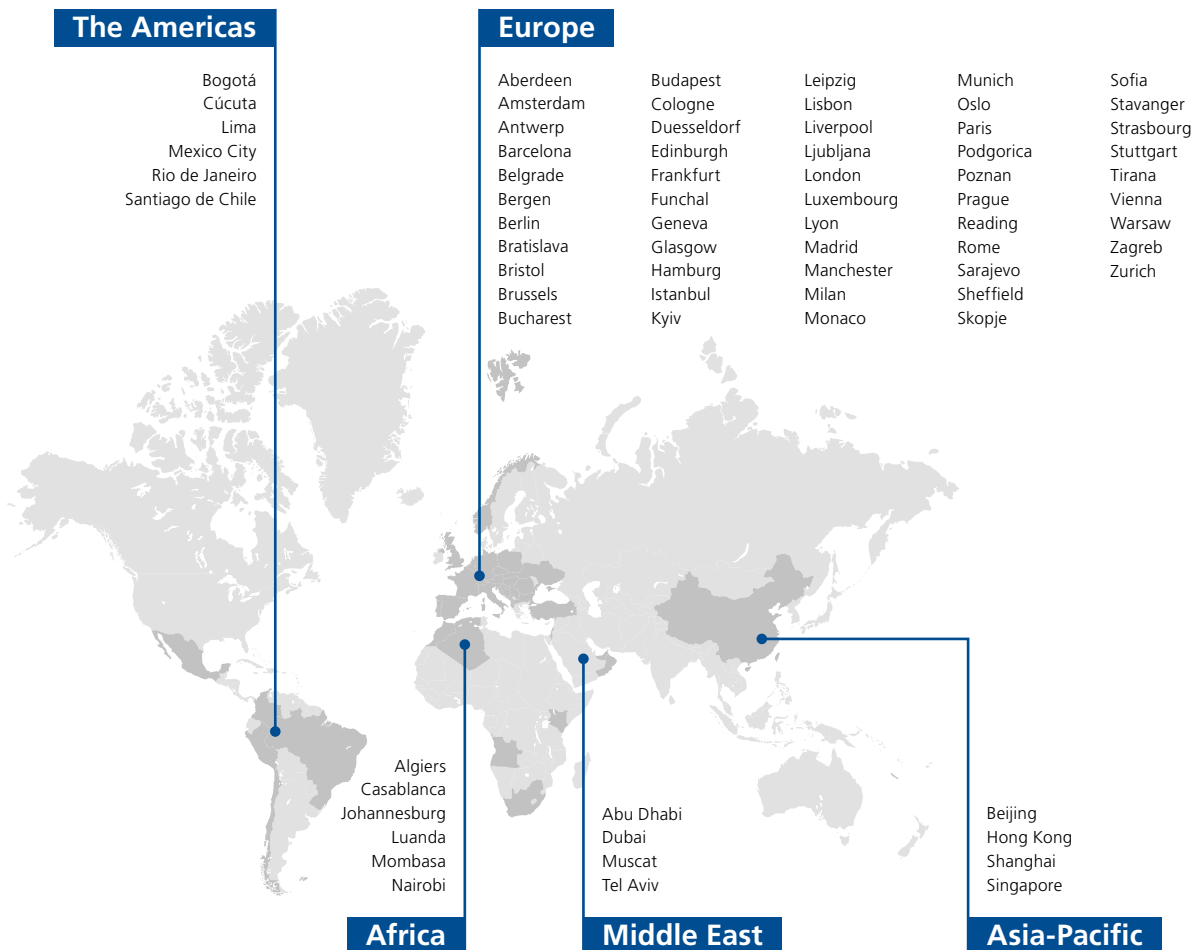 The Americas
Bogotá
Cúcuta
Lima
Mexico City
Rio de Janeiro
Santiago de Chile
Europe
Aberdeen
Amsterdam
Antwerp
Barcelona
Belgrade
Bergen
Berlin
Bratislava
Bristol
Brussels
Bucharest
Budapest
Cologne
Duesseldorf
Edinburgh
Frankfurt
Funchal
Geneva
Glasgow
Hamburg
Istanbul
Kyiv
Leipzig
Lisbon
Liverpool
Ljubljana
London
Luxembourg
Lyon
Madrid
Manchester
Milan
Monaco
Munich
Oslo
Paris
Podgorica
Poznan
Prague
Reading
Rome
Sarajevo
Sheffield
Skopje
Sofia
Stavanger
Strasbourg
Stuttgart
Tirana
Vienna
Warsaw
Zagreb
Zurich
Algiers
Casablanca
Johannesburg
Luanda
Mombasa
Nairobi
Africa
Abu Dhabi
Dubai
Muscat
Tel Aviv
Middle East
Beijing
Hong Kong
Shanghai
Singapore
Asia-Pacific